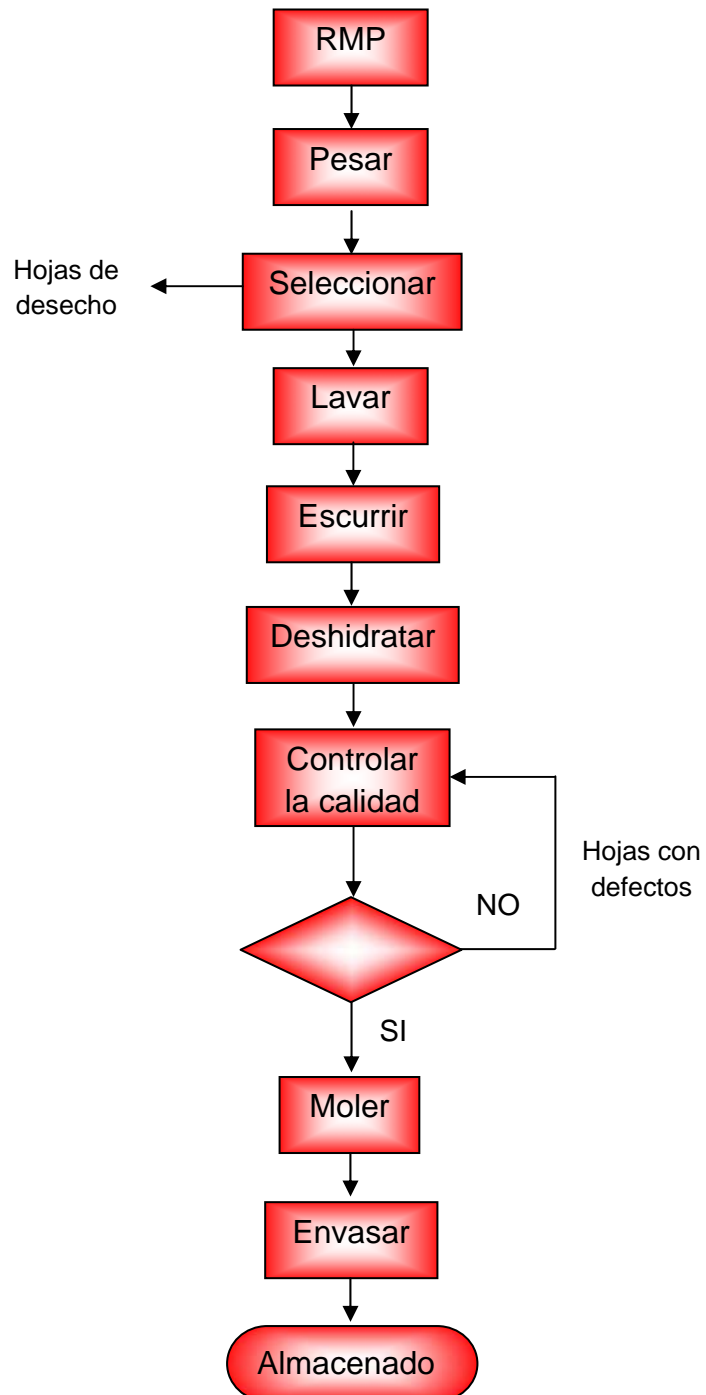 RMP
Pesar
Hojas de
desecho
Seleccionar
Lavar
Escurrir
Deshidratar
Controlar
la calidad
Hojas con
defectos
NO
SI
Moler
Envasar
Almacenado